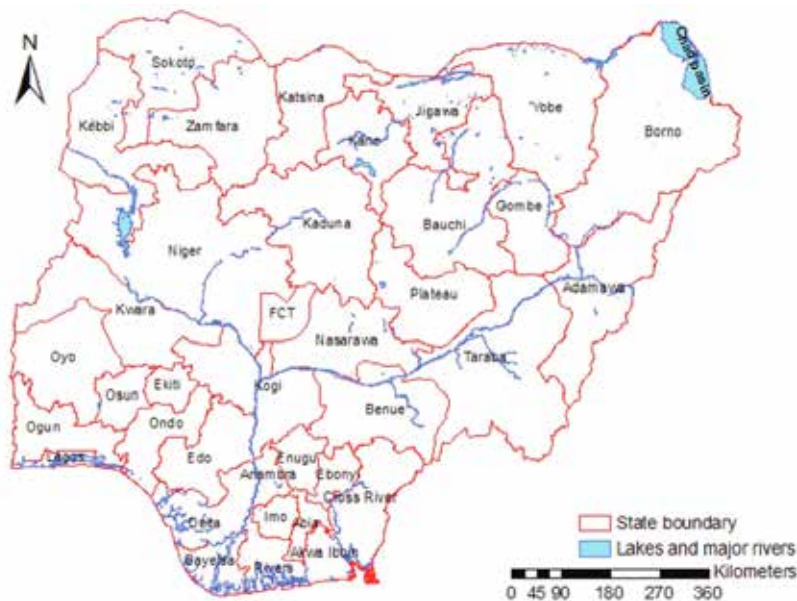 N
Sokoto
Katsina
Jigawa
Yobe
Chad basin
Kebbi
Zamfara
Kano
Borno
Bauchi
Gombe
Kaduna
Niger
Adamawa
Plateau
FCT
Kwara
Nasarawa
Taraba
Oyo
Ekiti
Osun
Kogi
Benue
Ogun
Ondo
Edo
Lagos
Enugu
Anambra
Ebonyi
Cross River
Delta
Imo
Abia
Akwa Ibom
Bayelsa
Rivers
State boundary
Lakes and major rivers
Kilometers
0 45 90 180 270 360